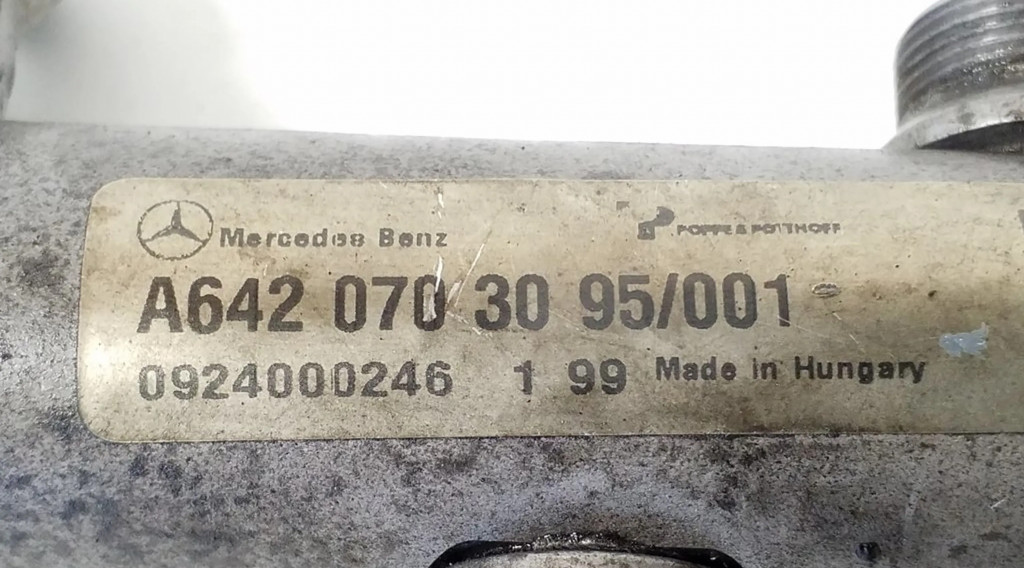 Mercedes Benz
POPPE & POTTHOFF
A642 070 30 95/001
0924000246 1 99 Made in Hungary